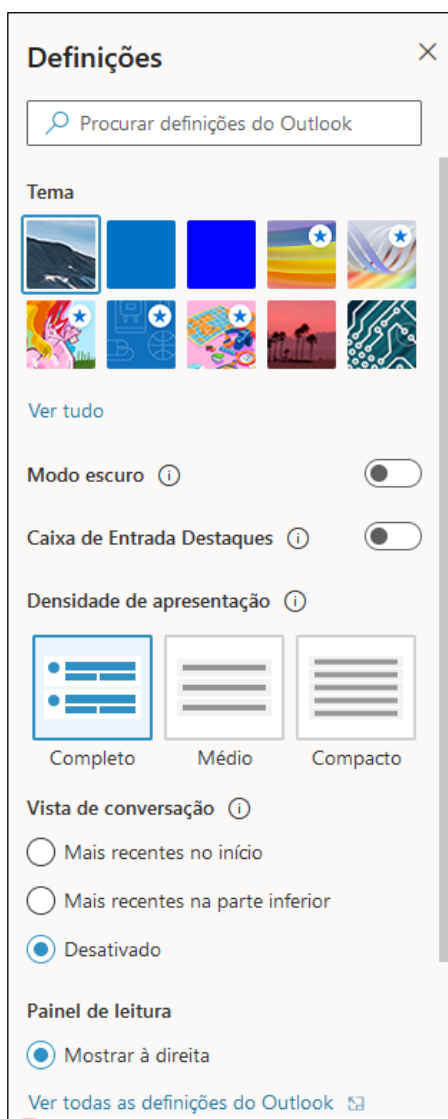 Definições
Procurar definições do Outlook
Tema
Ver tudo
Modo escuro
Caixa de Entrada Destaques
Densidade de apresentação
Completo Médio Compacto
Vista de conversação
Mais recentes no início
Mais recentes na parte inferior
Desativado
Painel de leitura
Mostrar à direita
Ver todas as definições do Outlook